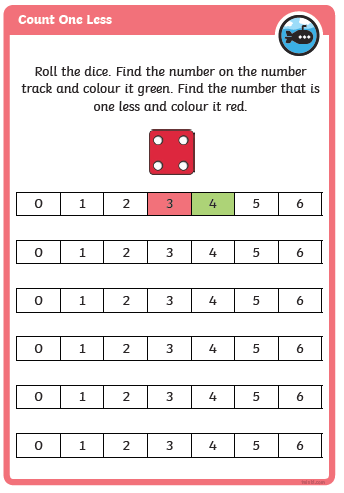 Count One Less
Roll the dice. Find the number on the number
track and colour it green. Find the number that is
one less and colour it red.
0 1 2 3 4 5 6
0 1 2 3 4 5 6
0 1 2 3 4 5 6
0 1 2 3 4 5 6
0 1 2 3 4 5 6
0 1 2 3 4 5 6